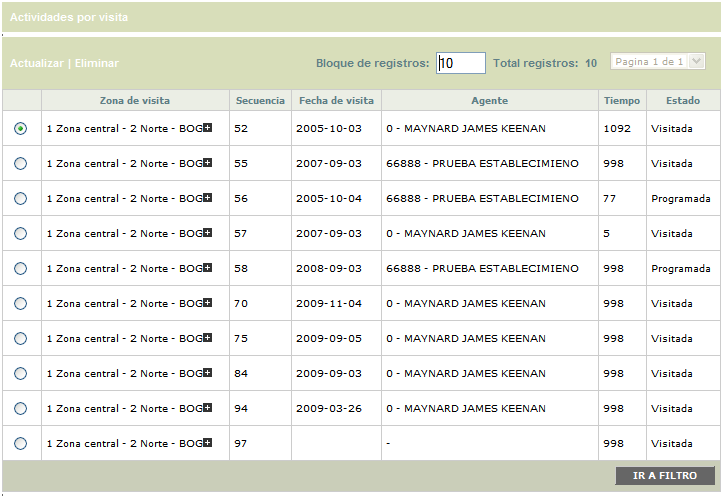 Actividades por visita
Actualizar | Eliminar Bloque de registros: 10 Total registros: 10 Pagina 1 de 1
Zona de visita Secuencia Fecha de visita Agente Tiempo Estado
1 Zona central - 2 Norte - BOG 52 2005-10-03 0 - MAYNARD JAMES KEENAN 1092 Visitada
1 Zona central - 2 Norte - BOG 55 2007-09-03 66888 - PRUEBA ESTABLECIMIENO 998 Visitada
1 Zona central - 2 Norte - BOG 56 2005-10-04 66888 - PRUEBA ESTABLECIMIENO 77 Programada
1 Zona central - 2 Norte - BOG 57 2007-09-03 0 - MAYNARD JAMES KEENAN 5 Visitada
1 Zona central - 2 Norte - BOG 58 2008-09-03 66888 - PRUEBA ESTABLECIMIENO 998 Programada
1 Zona central - 2 Norte - BOG 70 2009-11-04 0 - MAYNARD JAMES KEENAN 998 Visitada
1 Zona central - 2 Norte - BOG 75 2009-09-05 0 - MAYNARD JAMES KEENAN 998 Visitada
1 Zona central - 2 Norte - BOG 84 2009-09-03 0 - MAYNARD JAMES KEENAN 998 Visitada
1 Zona central - 2 Norte - BOG 94 2009-03-26 0 - MAYNARD JAMES KEENAN 998 Visitada
1 Zona central - 2 Norte - BOG 97 - 998 Visitada
IR A FILTRO